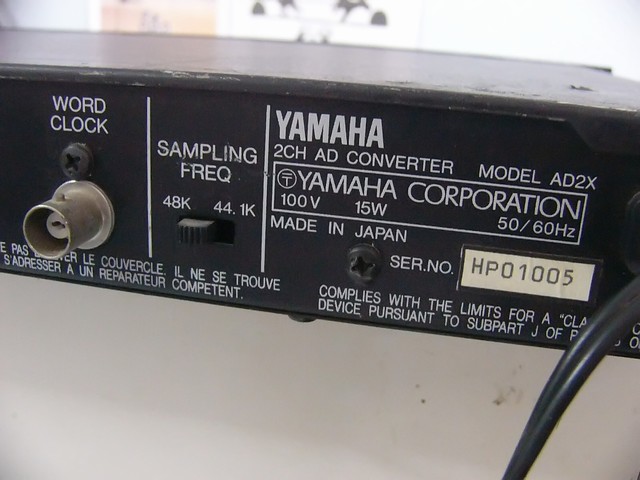 WORD
CLOCK
SAMPLING
FREQ
48K 44.1K
YAMAHA
2CH AD CONVERTER MODEL AD2X
YAMAHA CORPORATION
100V 15W 50/60Hz
MADE IN JAPAN
SER.NO. HP01005
PAS LE COUVERCLE. IL NE SE TROUVE
S'ADRESSER A UN REPARATEUR COMPETENT.
COMPLIES WITH THE LIMITS FOR A "CLA
DEVICE PURSUANT TO SUBPART J OF